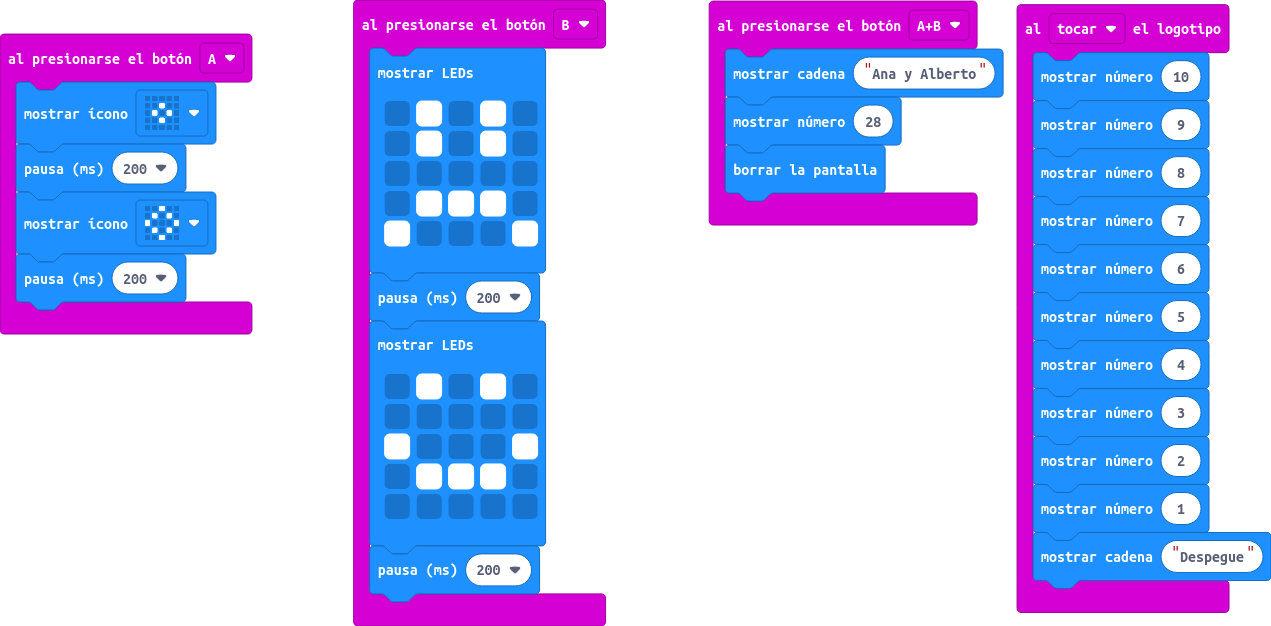 al presionarse el botón A
mostrar ícono
pausa (ms) 200
mostrar ícono
pausa (ms) 200
al presionarse el botón B
mostrar LEDs
pausa (ms) 200
mostrar LEDs
pausa (ms) 200
al presionarse el botón A+B
mostrar cadena "Ana y Alberto"
mostrar número 28
borrar la pantalla
al tocar el logotipo
mostrar número 10
mostrar número 9
mostrar número 8
mostrar número 7
mostrar número 6
mostrar número 5
mostrar número 4
mostrar número 3
mostrar número 2
mostrar número 1
mostrar cadena "Despegue"